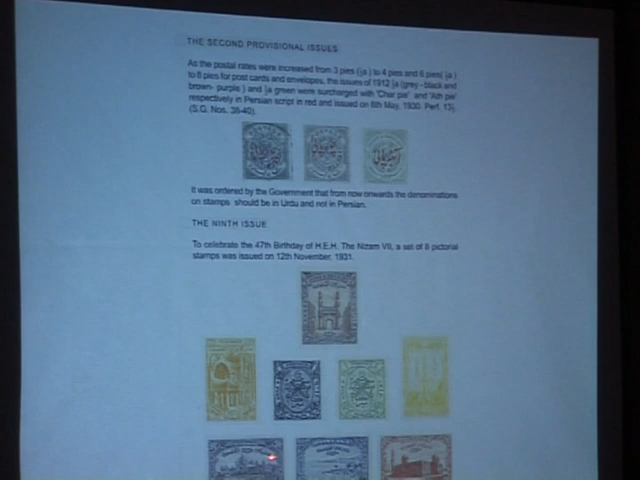 THE SECOND PROVISIONAL ISSUES
As the postal rates were increased from 3 pies (½a ) to 4 pies and 6 pies( ½a )
to 8 pies for post cards and envelopes, the issues of 1912 ½a (grey - black and
brown- purple ) and ½a green were surcharged with 'Char pie' and 'Ath pie'
respectively in Persian script in red and issued on 6th May, 1930. Perf. 13½
(S.G. Nos. 38-40).
It was ordered by the Government that from now onwards the denominations
on stamps should be in Urdu and not in Persian.
THE NINTH ISSUE
To celebrate the 47th Birthday of H.E.H. The Nizam VII, a set of 8 pictorial
stamps was issued on 12th November, 1931.